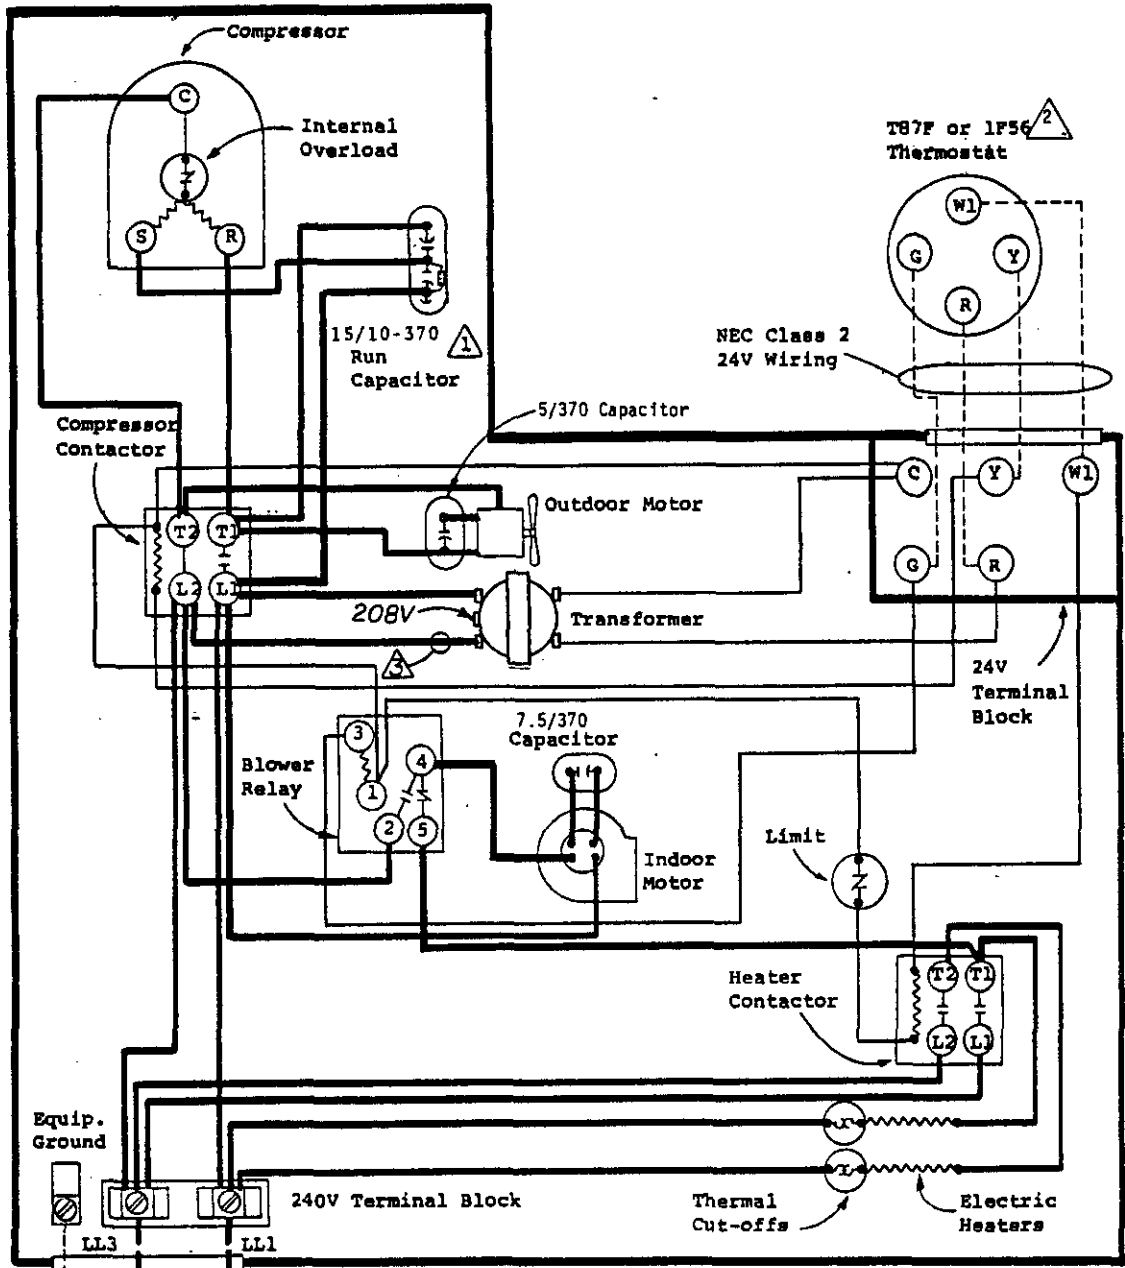 Compressor
C
Internal
Overload
S
R
15/10-370
Run
Capacitor
1
T87F or 1F56
2
Thermostat
W1
G
Y
R
NEC Class 2
24V Wiring
5/370 Capacitor
Compressor
Contactor
C
Y
W1
Outdoor Motor
T2
T1
L2
L1
G
R
208V
Transformer
3
24V
Terminal
Block
7.5/370
Capacitor
Blower
Relay
3
4
1
2
5
Limit
Indoor
Motor
Heater
Contactor
T2
T1
L2
L1
Equip.
Ground
240V Terminal Block
Thermal
Cut-offs
Electric
Heaters
LL3
LL1